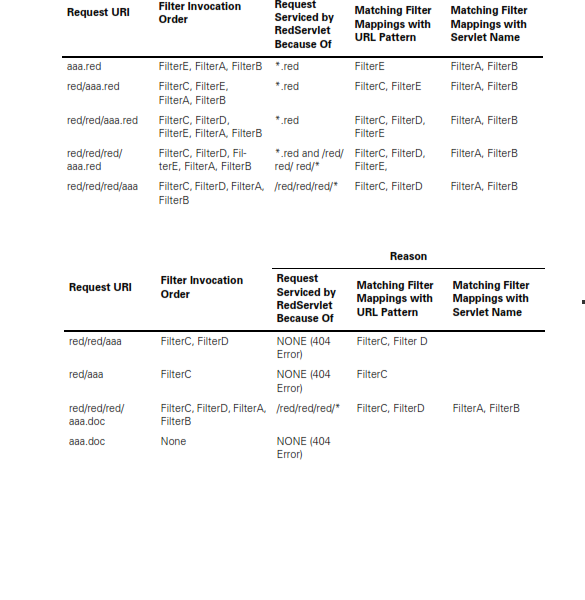 Request URI
Filter Invocation
Order
Request
Serviced by
RedServlet
Because Of
Matching Filter
Mappings with
URL Pattern
Matching Filter
Mappings with
Servlet Name
aaa.red FilterE, FilterA, FilterB *.red FilterE FilterA, FilterB
red/aaa.red FilterC, FilterE, *.red FilterC, FilterE FilterA, FilterB
FilterA, FilterB
red/red/aaa.red FilterC, FilterD, *.red FilterC, FilterD, FilterA, FilterB
FilterE, FilterA, FilterB FilterE
red/red/red/ FilterC, FilterD, Fil- *.red and /red/ FilterC, FilterD, FilterA, FilterB
aaa.red terE, FilterA, FilterB red/ red/* FilterE,
red/red/red/aaa FilterC, FilterD, FilterA, /red/red/red/* FilterC, FilterD FilterA, FilterB
FilterB
Reason
Request URI
Filter Invocation
Order
Request
Serviced by
RedServlet
Because Of
Matching Filter
Mappings with
URL Pattern
Matching Filter
Mappings with
Servlet Name
red/red/aaa FilterC, FilterD NONE (404 FilterC, Filter D
Error)
red/aaa FilterC NONE (404 FilterC
Error)
red/red/red/ FilterC, FilterD, FilterA, /red/red/red/* FilterC, FilterD FilterA, FilterB
aaa.doc FilterB
aaa.doc None NONE (404
Error)